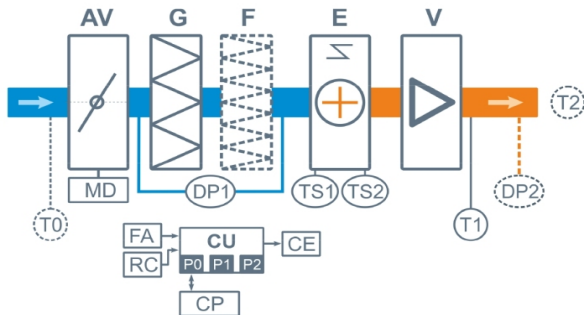 AV G F E V
T2
MD DP1 TS1 TS2 DP2
T0 T1
FA CU CE
RC P0 P1 P2
CP